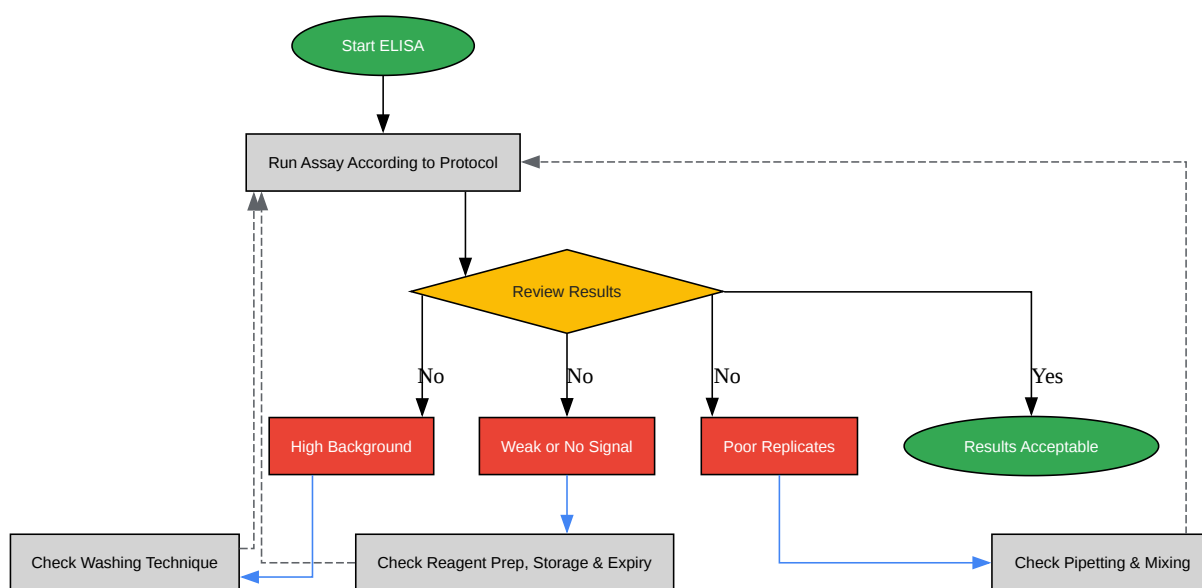 Start ELISA
Run Assay According to Protocol
Review Results
No
No
No
Yes
High Background
Weak or No Signal
Poor Replicates
Results Acceptable
Check Washing Technique
Check Reagent Prep, Storage & Expiry
Check Pipetting & Mixing